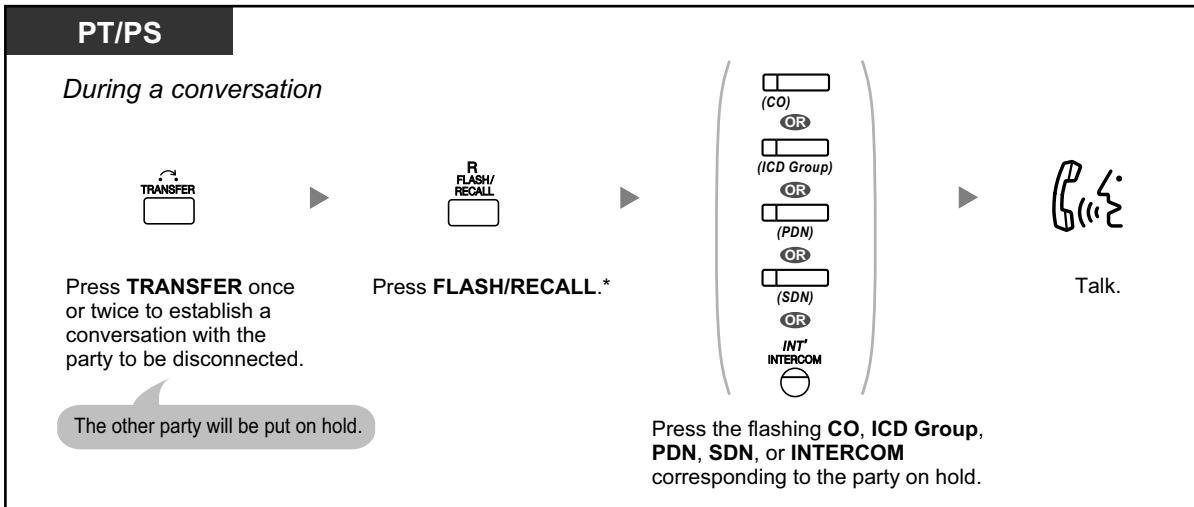 PT/PS
During a conversation
TRANSFER
Press TRANSFER once
or twice to establish a
conversation with the
party to be disconnected.
The other party will be put on hold.
R
FLASH/
RECALL
Press FLASH/RECALL.*
(CO)
OR
(ICD Group)
OR
(PDN)
OR
(SDN)
OR
INT'
INTERCOM
Press the flashing CO, ICD Group,
PDN, SDN, or INTERCOM
corresponding to the party on hold.
Talk.